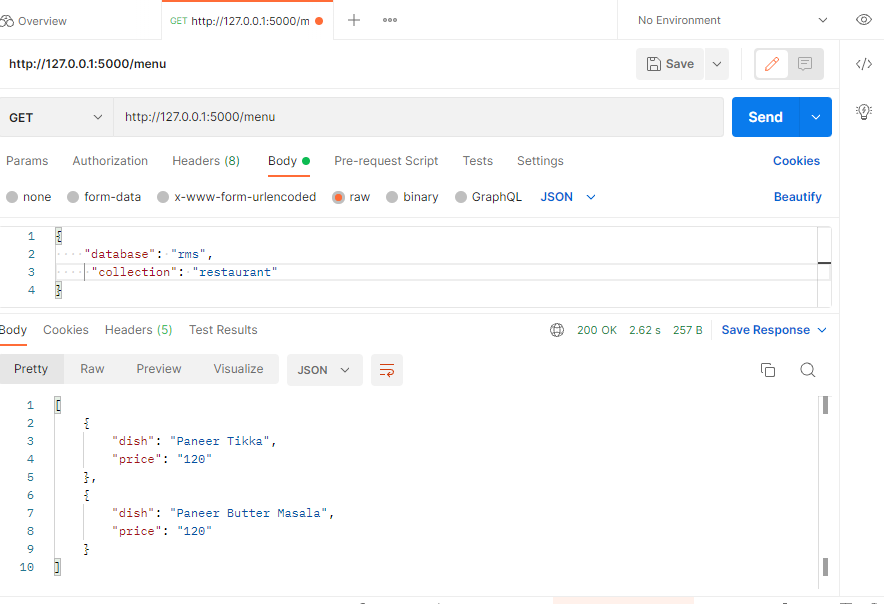 Overview GET http://127.0.0.1:5000/m No Environment
http://127.0.0.1:5000/menu Save
GET http://127.0.0.1:5000/menu Send
Params Authorization Headers (8) Body Pre-request Script Tests Settings Cookies
none form-data x-www-form-urlencoded raw binary GraphQL JSON Beautify
1 {
2 "database": "rms",
3 "collection": "restaurant"
4 }
Body Cookies Headers (5) Test Results 200 OK 2.62 s 257 B Save Response
Pretty Raw Preview Visualize JSON
1 [
2 {
3 "dish": "Paneer Tikka",
4 "price": "120"
5 },
6 {
7 "dish": "Paneer Butter Masala",
8 "price": "120"
9 }
10 ]